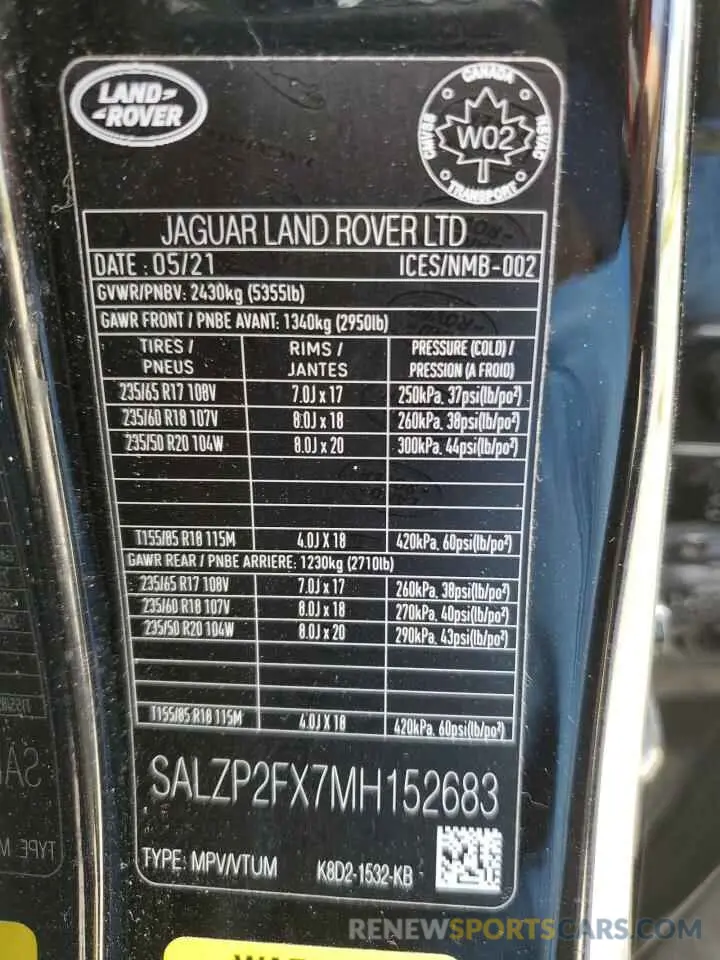 LAND-
-ROVER
CANADA
CMVSS
NSVAC
W02
TRANSPORT
JAGUAR LAND ROVER LTD
DATE : 05/21 ICES/NMB-002
GVWR/PNBV: 2430kg (5355lb)
GAWR FRONT / PNBE AVANT: 1340kg (2950lb)
TIRES / RIMS / PRESSURE (COLD) /
PNEUS JANTES PRESSION (A FROID)
235/65 R17 108V 7.0J x 17 250kPa, 37psi(lb/po²)
235/60 R18 107V 8.0J x 18 260kPa, 38psi(lb/po²)
235/50 R20 104W 8.0J x 20 300kPa, 44psi(lb/po²)
T155/85 R18 115M 4.0J X 18 420kPa, 60psi(lb/po²)
GAWR REAR / PNBE ARRIERE: 1230kg (2710lb)
235/65 R17 108V 7.0J x 17 260kPa, 38psi(lb/po²)
235/60 R18 107V 8.0J x 18 270kPa, 40psi(lb/po²)
235/50 R20 104W 8.0J x 20 290kPa, 43psi(lb/po²)
T155/85 R18 115M 4.0J X 18 420kPa, 60psi(lb/po²)
SALZP2FX7MH152683
TYPE: MPV/VTUM K8D2-1532-KB
RENEWSPORTSCARS.COM